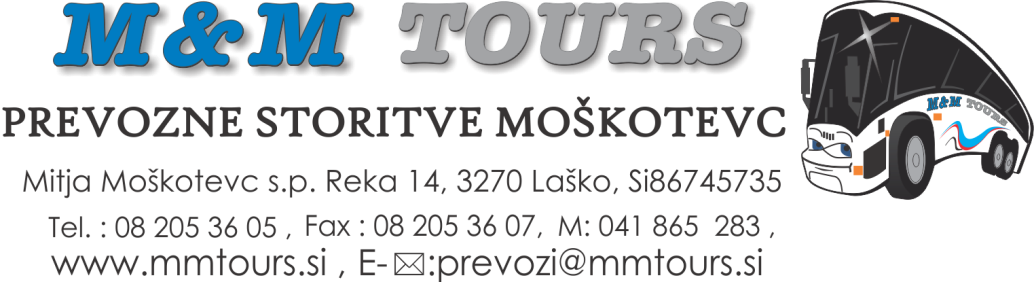 M&M TOURS
PREVOZNE STORITVE MOŠKOTEVC
Mitja Moškotevc s.p. Reka 14, 3270 Laško, Si86745735
Tel. : 08 205 36 05 , Fax : 08 205 36 07, M: 041 865 283 ,
www.mmtours.si , E-✉:prevozi@mmtours.si
M&M TOURS